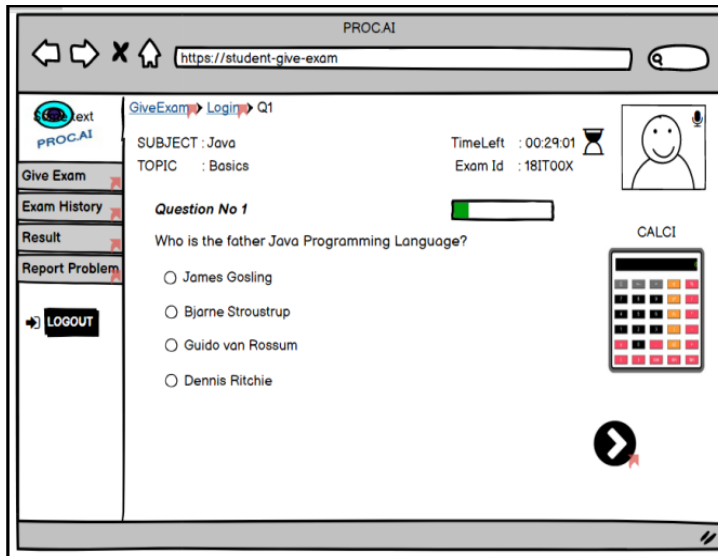 PROC.AI
https://student-give-exam
GiveExam Login Q1
text
PROC.AI
SUBJECT : Java
TimeLeft : 00:29:01
TOPIC : Basics
Exam Id : 18IT00X
Give Exam
Exam History
Result
Report Problem
LOGOUT
Question No 1
Who is the father Java Programming Language?
James Gosling
Bjarne Stroustrup
Guido van Rossum
Dennis Ritchie
CALCI